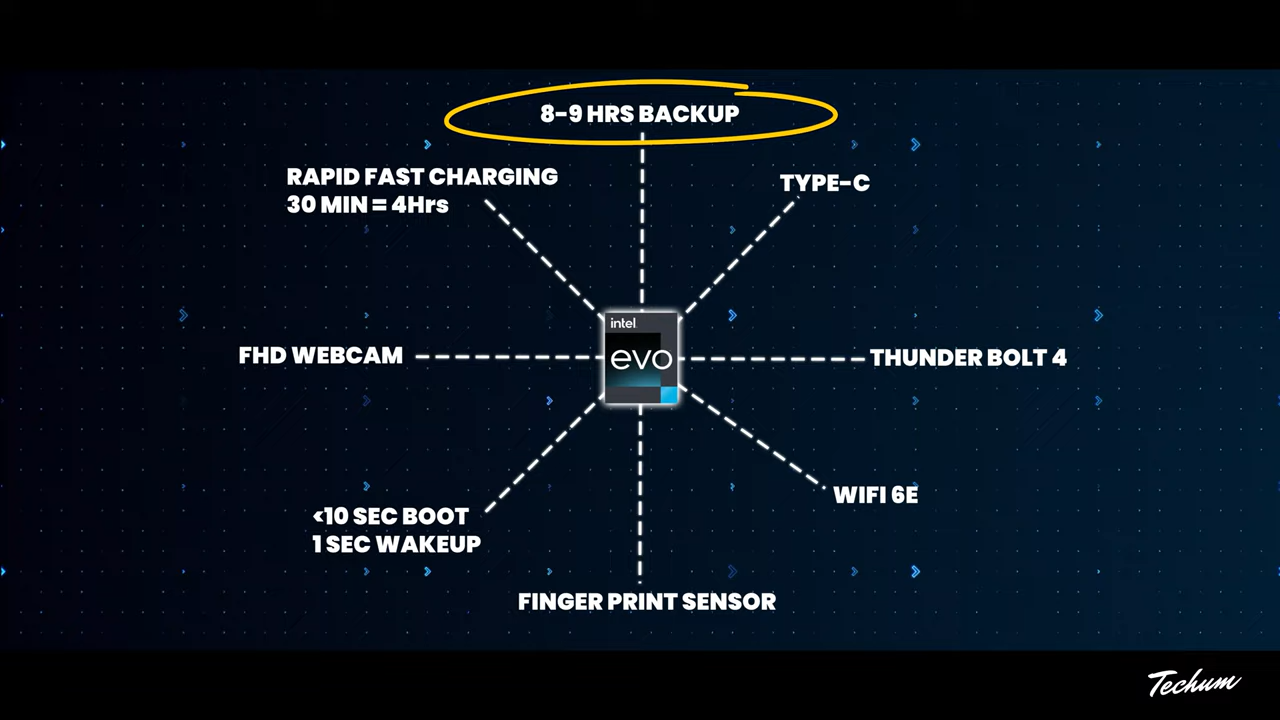 8-9 HRS BACKUP
RAPID FAST CHARGING
30 MIN = 4Hrs
TYPE-C
intel
evo
FHD WEBCAM
THUNDER BOLT 4
WIFI 6E
<10 SEC BOOT
1 SEC WAKEUP
FINGER PRINT SENSOR
Techum